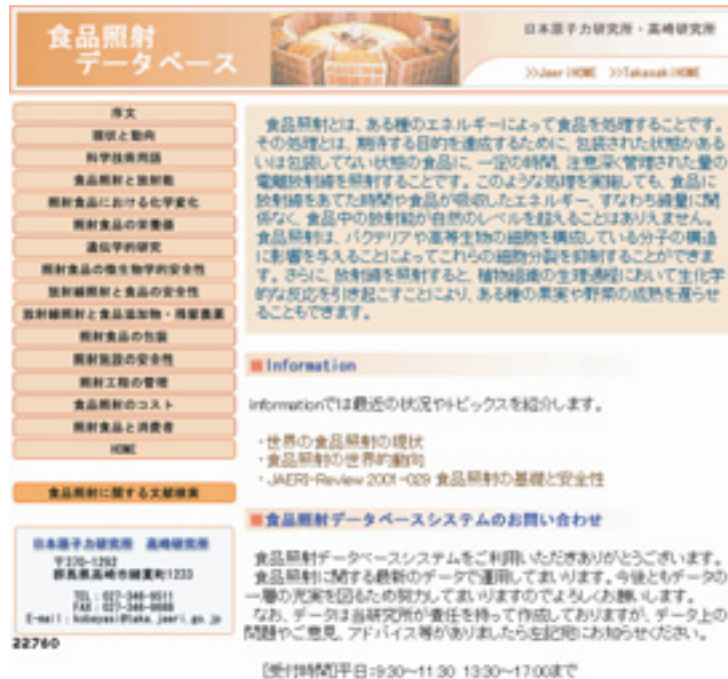 食品照射
データベース
日本原子力研究所・高崎研究所
>>Jaeri HOME >>Takasaki HOME
序文
現状と動向
科学技術用語
食品照射と放射能
照射食品における化学変化
照射食品の栄養価
遺伝学的研究
照射食品の微生物学的安全性
放射線照射と食品の安全性
放射線照射と食品添加物・残留農薬
照射食品の包装
照射施設の安全性
照射工程の管理
食品照射のコスト
照射食品と消費者
HOME
食品照射に関する文献検索
日本原子力研究所 高崎研究所
〒370-1292
群馬県高崎市綿貫町1233
TEL : 027-346-9511
FAX : 027-346-9688
E-mail : kobayasi@taka.jaeri.go.jp
22760
食品照射とは、ある種のエネルギーによって食品を処理することです。
その処理とは、期待する目的を達成するために、包装された状態かある
いは包装してない状態の食品に、一定の時間、注意深く管理された量の
電離放射線を照射することです。このような処理を実施しても、食品に
放射線をあてた時間や食品が吸収したエネルギー、すなわち線量に関
係なく、食品中の放射能が自然のレベルを超えることはありえません。
食品照射は、バクテリアや高等生物の細胞を構成している分子の構造
に影響を与えることによってこれらの細胞分裂を抑制することができま
す。さらに、放射線を照射すると、植物組織の生理過程において生化学
的な反応を引き起こすことにより、ある種の果実や野菜の成熟を遅らせ
ることもできます。
■Information
informationでは最近の状況やトピックスを紹介します。
・世界の食品照射の現状
・食品照射の世界的動向
・JAERI-Review 2001-029 食品照射の基礎と安全性
■食品照射データベースシステムのお問い合わせ
食品照射データベースシステムをご利用いただきありがとうございます。
食品照射に関する最新のデータで運用してまいります。今後ともデータの
一層の充実を図るため努力してまいりますのでよろしくお願いします。
なお、データは当研究所が責任を持って作成しておりますが、データ上の
問題やご意見、アドバイス等がありましたら左記宛にお知らせください。
[受付時間]平日:9:30〜11:30 13:30〜17:00まで